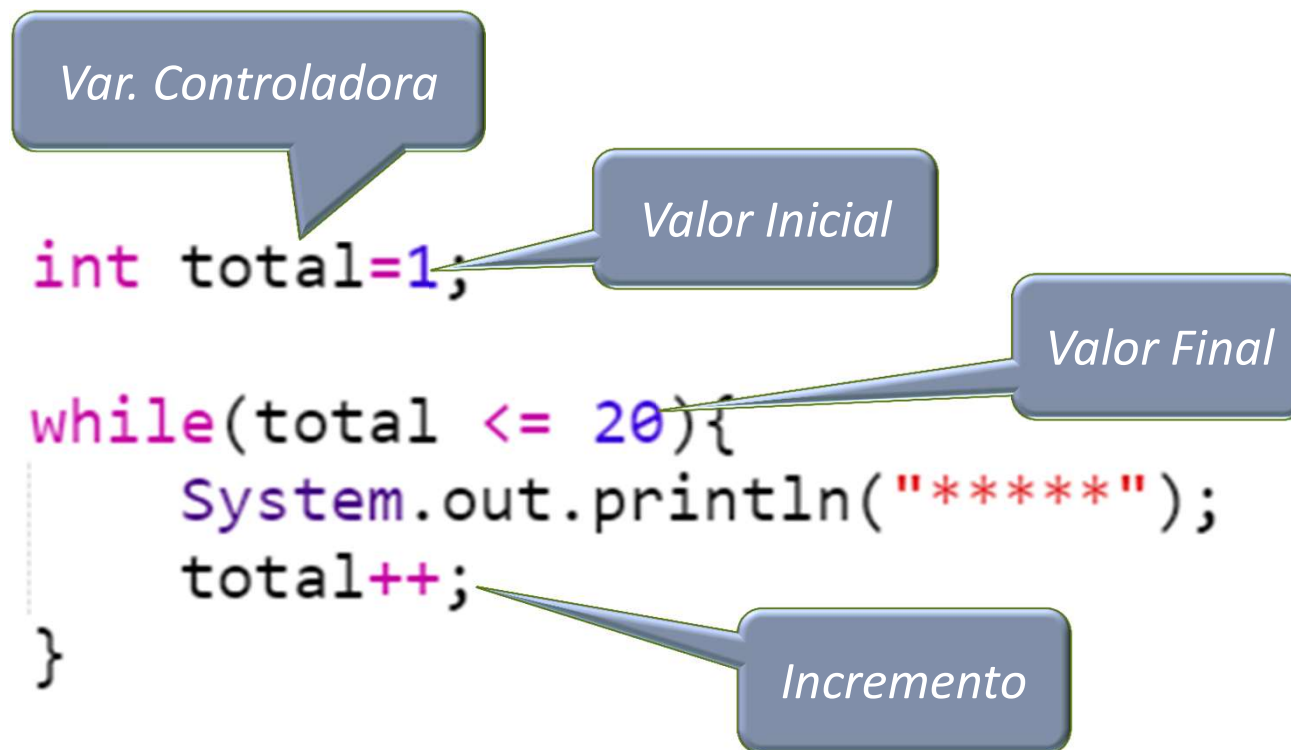 Var. Controladora
Valor Inicial
int total=1;
Valor Final
while(total <= 20){
System.out.println("*****");
total++;
}
Incremento